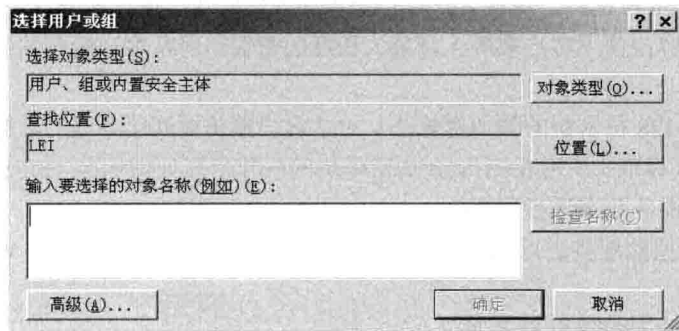 选择用户或组
选择对象类型(S):
用户、组或内置安全主体
对象类型(O)...
查找位置(F):
LEI
位置(L)...
输入要选择的对象名称(例如)(E):
检查名称(C)
高级(A)...
确定
取消